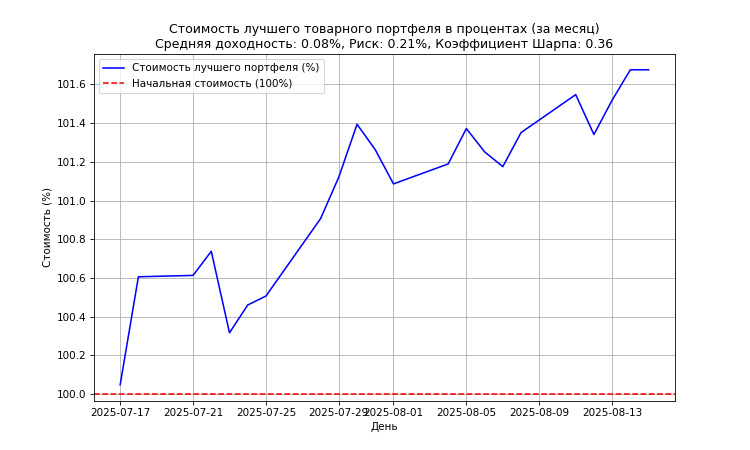 Стоимость лучшего товарного портфеля в процентах (за месяц)
Средняя доходность: 0.08%, Риск: 0.21%, Коэффициент Шарпа: 0.36
Стоимость лучшего портфеля (%)
Начальная стоимость (100%)
Стоимость (%)
101.6
101.4
101.2
101.0
100.8
100.6
100.4
100.2
100.0
2025-07-17 2025-07-21 2025-07-25 2025-07-29 2025-08-01 2025-08-05 2025-08-09 2025-08-13
День